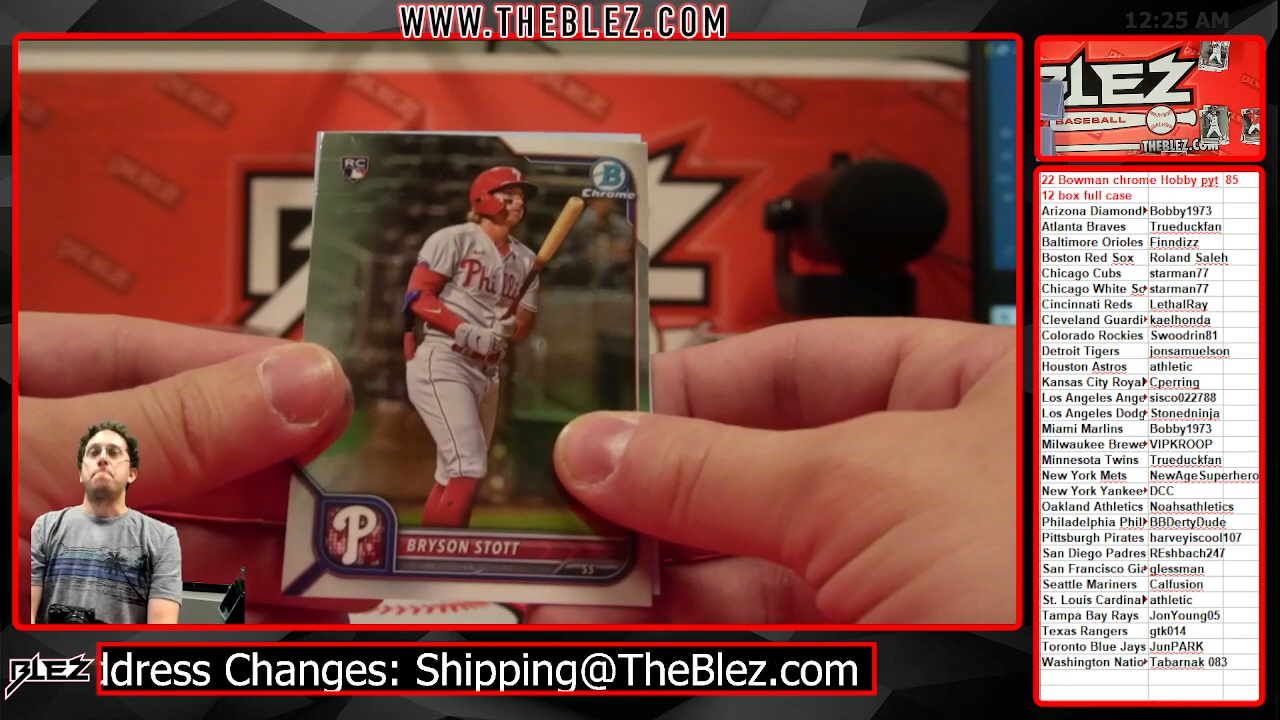 WWW.THEBLEZ.COM
12:25 AM
RC
B
Chrome
Phillies
P
BRYSON STOTT
SS
BLEZ
BASEBALL
THEBLEZ.COM
22 Bowman chrome Hobby pyt 85
12 box full case
Arizona Diamond Bobby1973
Atlanta Braves Trueduckfan
Baltimore Orioles Finndizz
Boston Red Sox Roland Saleh
Chicago Cubs starman77
Chicago White So starman77
Cincinnati Reds LethalRay
Cleveland Guardi kaelhonda
Colorado Rockies Swoodrin81
Detroit Tigers jonsamuelson
Houston Astros athletic
Kansas City Royal Cperring
Los Angeles Ange sisco022788
Los Angeles Dodg Stonedninja
Miami Marlins Bobby1973
Milwaukee Brewe VIPKROOP
Minnesota Twins Trueduckfan
New York Mets NewAgeSuperhero
New York Yankee DCC
Oakland Athletics Noahsathletics
Philadelphia Phil BBDertyDude
Pittsburgh Pirates harveyiscool107
San Diego Padres REshbach247
San Francisco Gia glessman
Seattle Mariners Calfusion
St. Louis Cardinal athletic
Tampa Bay Rays JonYoung05
Texas Rangers gtk014
Toronto Blue Jays JunPARK
Washington Natio Tabarnak 083
BLEZ
ddress Changes: Shipping@TheBlez.com